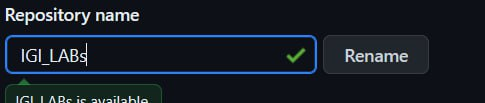 Repository name
IGI_LABs
Rename
IGI_LABs is available